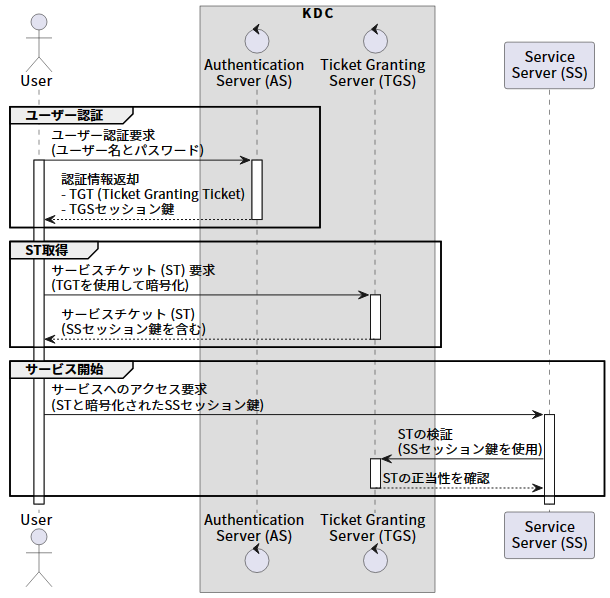 KDC
User
Authentication
Server (AS)
Ticket Granting
Server (TGS)
Service
Server (SS)
ユーザー認証
ユーザー認証要求
(ユーザー名とパスワード)
認証情報返却
- TGT (Ticket Granting Ticket)
- TGSセッション鍵
ST取得
サービスチケット (ST) 要求
(TGTを使用して暗号化)
サービスチケット (ST)
(SSセッション鍵を含む)
サービス開始
サービスへのアクセス要求
(STと暗号化されたSSセッション鍵)
STの検証
(SSセッション鍵を使用)
STの正当性を確認
User
Authentication
Server (AS)
Ticket Granting
Server (TGS)
Service
Server (SS)